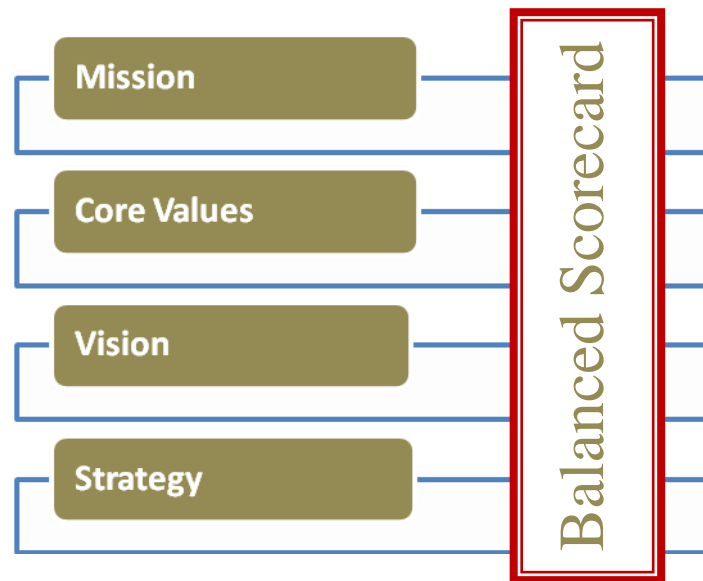 Mission
Core Values
Vision
Strategy
Balanced Scorecard